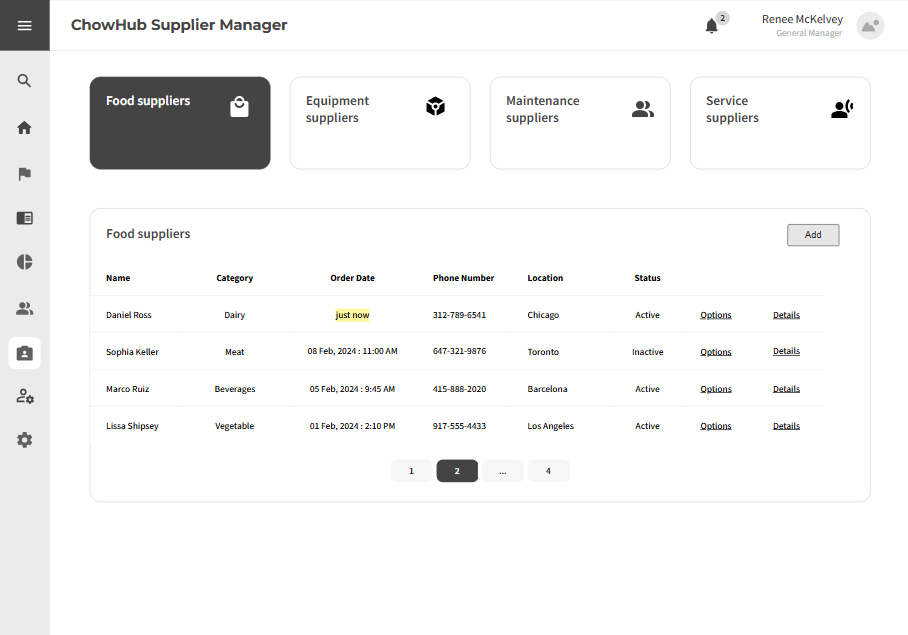 ChowHub Supplier Manager
2
Renee McKelvey
General Manager
Food suppliers
Equipment
suppliers
Maintenance
suppliers
Service
suppliers
Food suppliers
Add
Name Category Order Date Phone Number Location Status
Daniel Ross Dairy just now 312-789-6541 Chicago Active Options Details
Sophia Keller Meat 08 Feb, 2024 : 11:00 AM 647-321-9876 Toronto Inactive Options Details
Marco Ruiz Beverages 05 Feb, 2024 : 9:45 AM 415-888-2020 Barcelona Active Options Details
Lissa Shipsey Vegetable 01 Feb, 2024 : 2:10 PM 917-555-4433 Los Angeles Active Options Details
1 2 ... 4